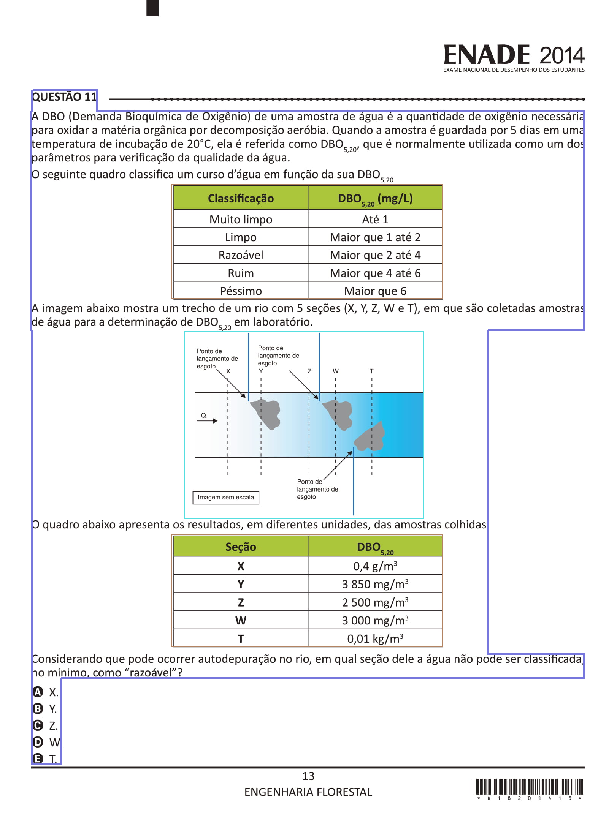 ENADE 2014
EXAME NACIONAL DE DESEMPENHO DOS ESTUDANTES
QUESTÃO 11
A DBO (Demanda Bioquímica de Oxigênio) de uma amostra de água é a quantidade de oxigênio necessária
para oxidar a matéria orgânica por decomposição aeróbia. Quando a amostra é guardada por 5 dias em uma
temperatura de incubação de 20°C, ela é referida como DBO5,20, que é normalmente utilizada como um dos
parâmetros para verificação da qualidade da água.
O seguinte quadro classifica um curso d’água em função da sua DBO5,20
Classificação DBO5,20 (mg/L)
Muito limpo Até 1
Limpo Maior que 1 até 2
Razoável Maior que 2 até 4
Ruim Maior que 4 até 6
Péssimo Maior que 6
A imagem abaixo mostra um trecho de um rio com 5 seções (X, Y, Z, W e T), em que são coletadas amostras
de água para a determinação de DBO5,20 em laboratório.
Ponto de
lançamento de
esgoto
Ponto de
lançamento de
esgoto
X Y Z W T
Q
Ponto de
lançamento de
esgoto
Imagem sem escala
O quadro abaixo apresenta os resultados, em diferentes unidades, das amostras colhidas
Seção DBO5,20
X 0,4 g/m³
Y 3 850 mg/m³
Z 2 500 mg/m³
W 3 000 mg/m³
T 0,01 kg/m³
Considerando que pode ocorrer autodepuração no rio, em qual seção dele a água não pode ser classificada,
no mínimo, como “razoável”?
A X.
B Y.
C Z.
D W
E T.
13
ENGENHARIA FLORESTAL